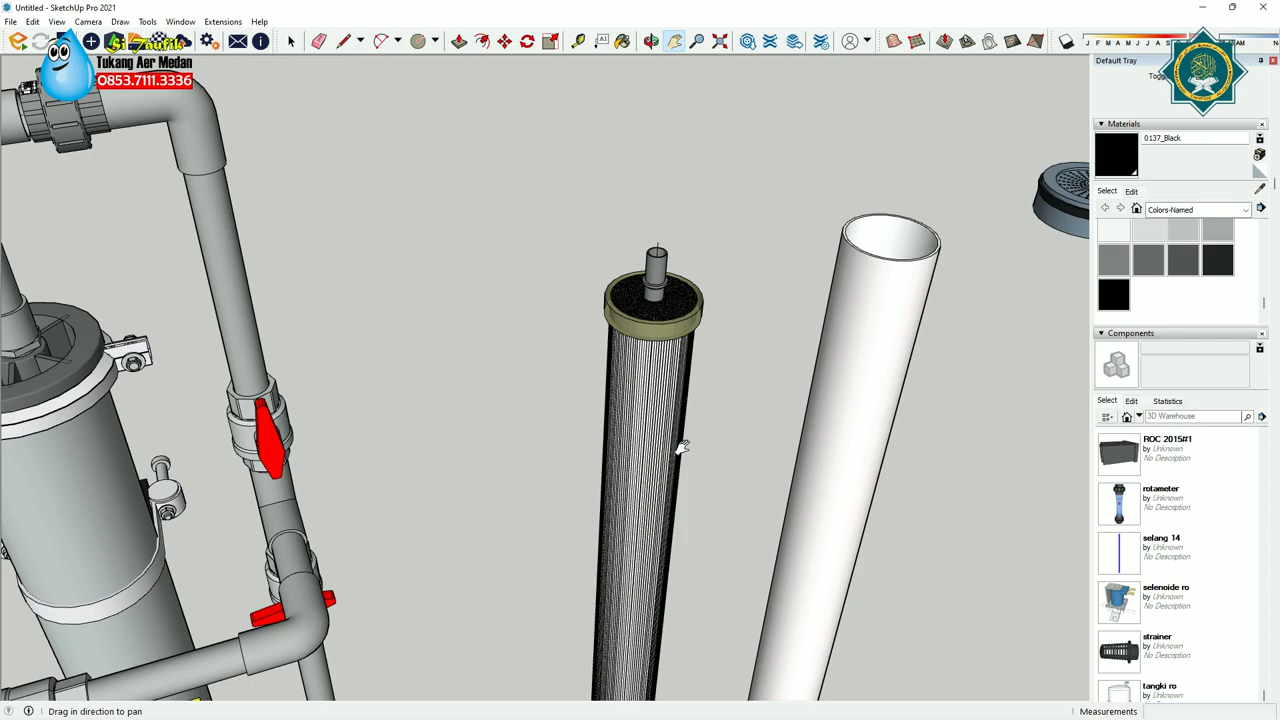 Untitled - SketchUp Pro 2021
File Edit View Camera Draw Tools Window Extensions Help
Si Taufik
Tukang Aer Medan
0853.7111.3336
J F M A M J J A S
AM
Default Tray
Materials
0137_Black
Select Edit
Colors-Named
Components
Select Edit Statistics
3D Warehouse
ROC 2015#1
by Unknown
No Description
rotameter
by Unknown
No Description
selang 14
by Unknown
No Description
selenoide ro
by Unknown
No Description
strainer
by Unknown
No Description
tangki ro
by Unknown
Drag in direction to pan
Measurements